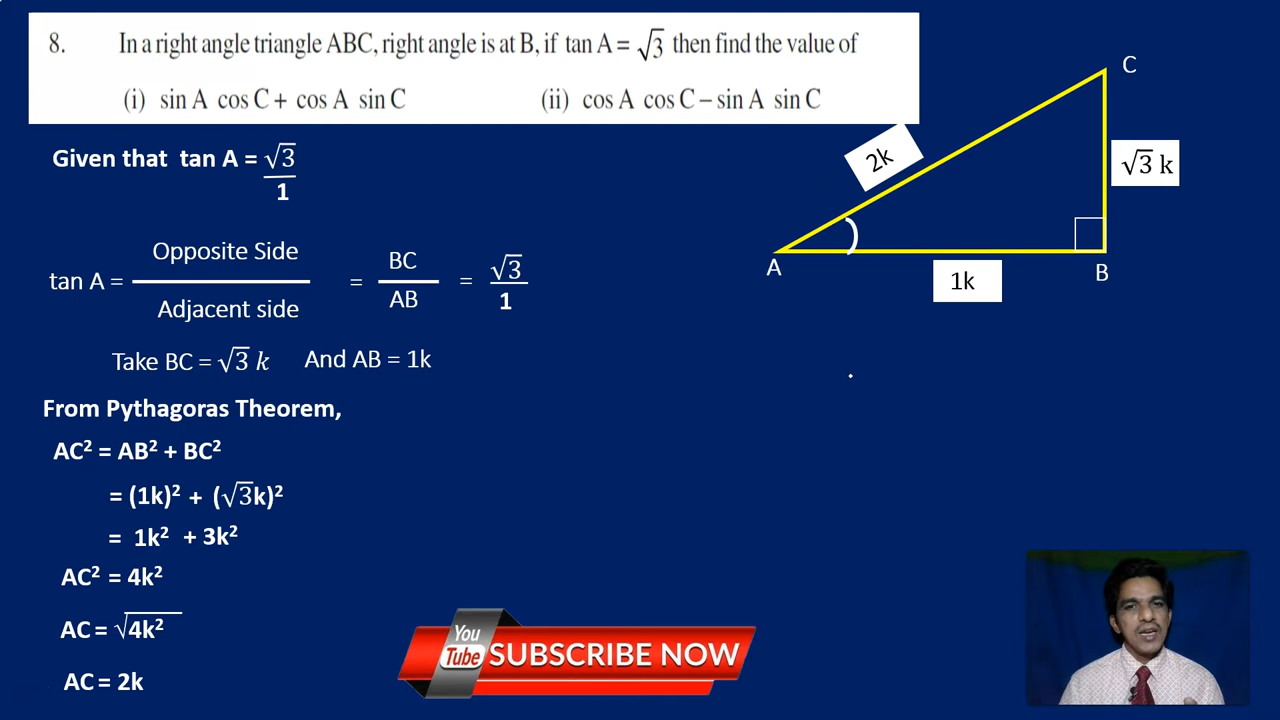 8. In a right angle triangle ABC, right angle is at B, if tan A = √3 then find the value of
(i) sin A cos C + cos A sin C (ii) cos A cos C – sin A sin C
Given that tan A = √3/1
tan A = Opposite Side/Adjacent side = BC/AB = √3/1
Take BC = √3 k And AB = 1k
From Pythagoras Theorem,
AC² = AB² + BC²
= (1k)² + (√3k)²
= 1k² + 3k²
AC² = 4k²
AC = √4k²
AC = 2k
C
2k
√3 k
A
B
1k
You
Tube
SUBSCRIBE NOW